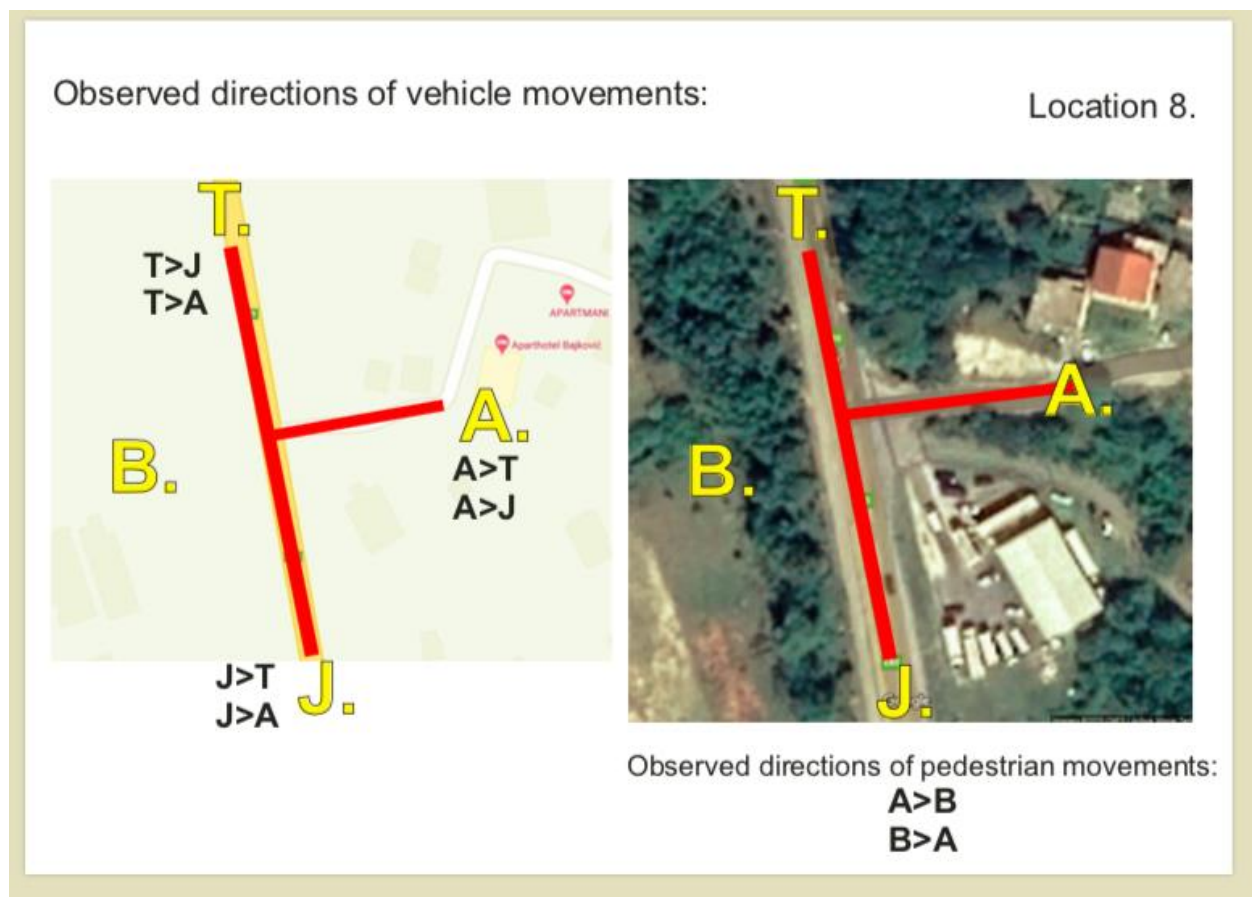 Observed directions of vehicle movements:
Location 8.
T.
T>J
T>A
APARTMANI
Aparthotel Bajković
B.
A.
A>T
A>J
J>T
J>A
J.
T.
A.
B.
J.
Observed directions of pedestrian movements:
A>B
B>A